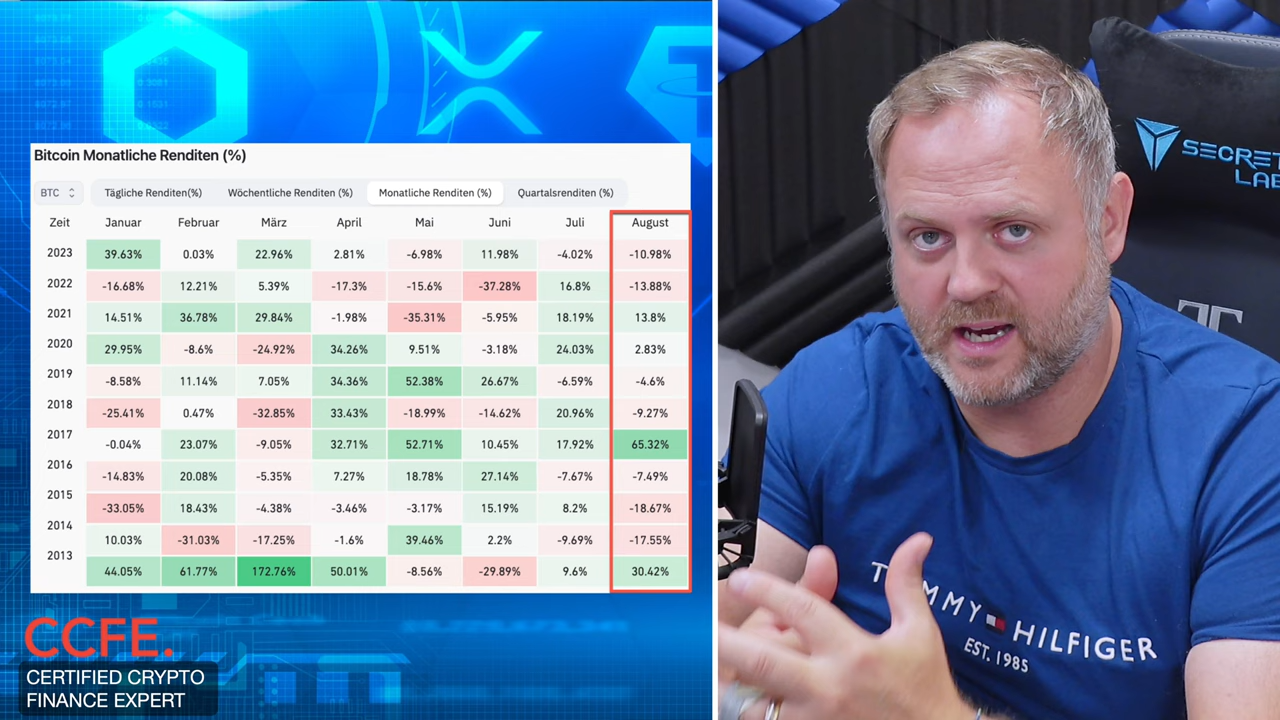 Bitcoin Monatliche Renditen (%)
BTC Tägliche Renditen(%) Wöchentliche Renditen (%) Monatliche Renditen (%) Quartalsrenditen (%)
Zeit Januar Februar März April Mai Juni Juli August
2023 39.63% 0.03% 22.96% 2.81% -6.98% 11.98% -4.02% -10.98%
2022 -16.68% 12.21% 5.39% -17.3% -15.6% -37.28% 16.8% -13.88%
2021 14.51% 36.78% 29.84% -1.98% -35.31% -5.95% 18.19% 13.8%
2020 29.95% -8.6% -24.92% 34.26% 9.51% -3.18% 24.03% 2.83%
2019 -8.58% 11.14% 7.05% 34.36% 52.38% 26.67% -6.59% -4.6%
2018 -25.41% 0.47% -32.85% 33.43% -18.99% -14.62% 20.96% -9.27%
2017 -0.04% 23.07% -9.05% 32.71% 52.71% 10.45% 17.92% 65.32%
2016 -14.83% 20.08% -5.35% 7.27% 18.78% 27.14% -7.67% -7.49%
2015 -33.05% 18.43% -4.38% -3.46% -3.17% 15.19% 8.2% -18.67%
2014 10.03% -31.03% -17.25% -1.6% 39.46% 2.2% -9.69% -17.55%
2013 44.05% 61.77% 172.76% 50.01% -8.56% -29.89% 9.6% 30.42%
CCFE.
CERTIFIED CRYPTO
FINANCE EXPERT
SECRET
LAB
TOMMY HILFIGER
EST. 1985